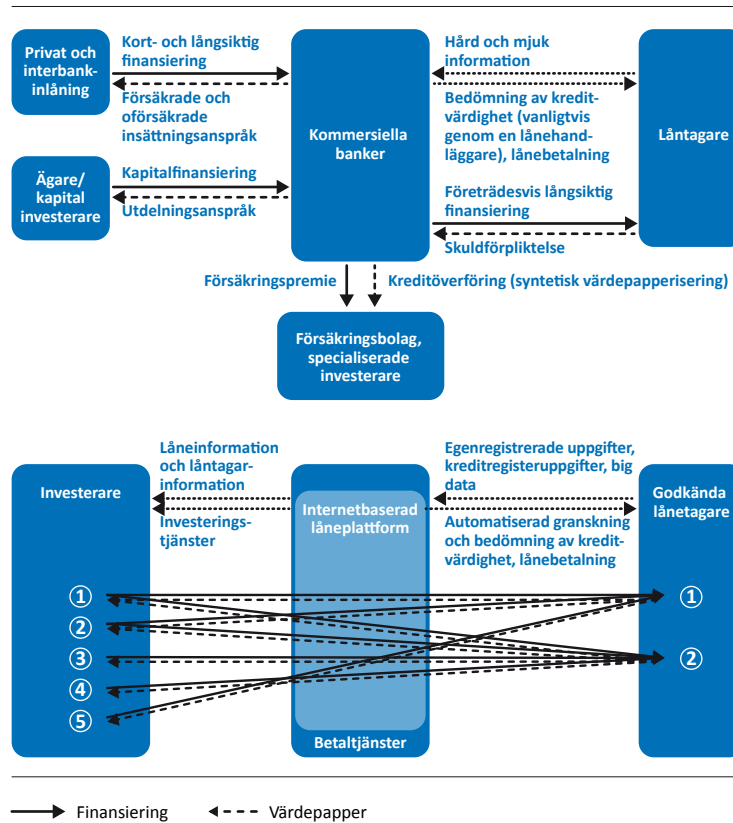 Privat och
interbank-
inlåning
Kort- och långsiktig
finansiering
Försäkrade och
oförsäkrade
insättningsanspråk
Ägare/
kapital
investerare
Kapitalfinansiering
Utdelningsanspråk
Kommersiella
banker
Hård och mjuk
information
Bedömning av kredit-
värdighet (vanligtvis
genom en lånehand-
läggare), lånebetalning
Företrädesvis långsiktig
finansiering
Skuldförpliktelse
Låntagare
Försäkringspremie
Kreditöverföring (syntetisk värdepapperisering)
Försäkringsbolag,
specialiserade
investerare
Investerare
Låneinformation
och låntagar-
information
Investerings-
tjänster
Internetbaserad
låneplattform
Egenregistrerade uppgifter,
kreditregisteruppgifter, big
data
Automatiserad granskning
och bedömning av kredit-
värdighet, lånebetalning
Godkända
lånetagare
1
2
3
4
5
1
2
Betaltjänster
Finansiering
Värdepapper